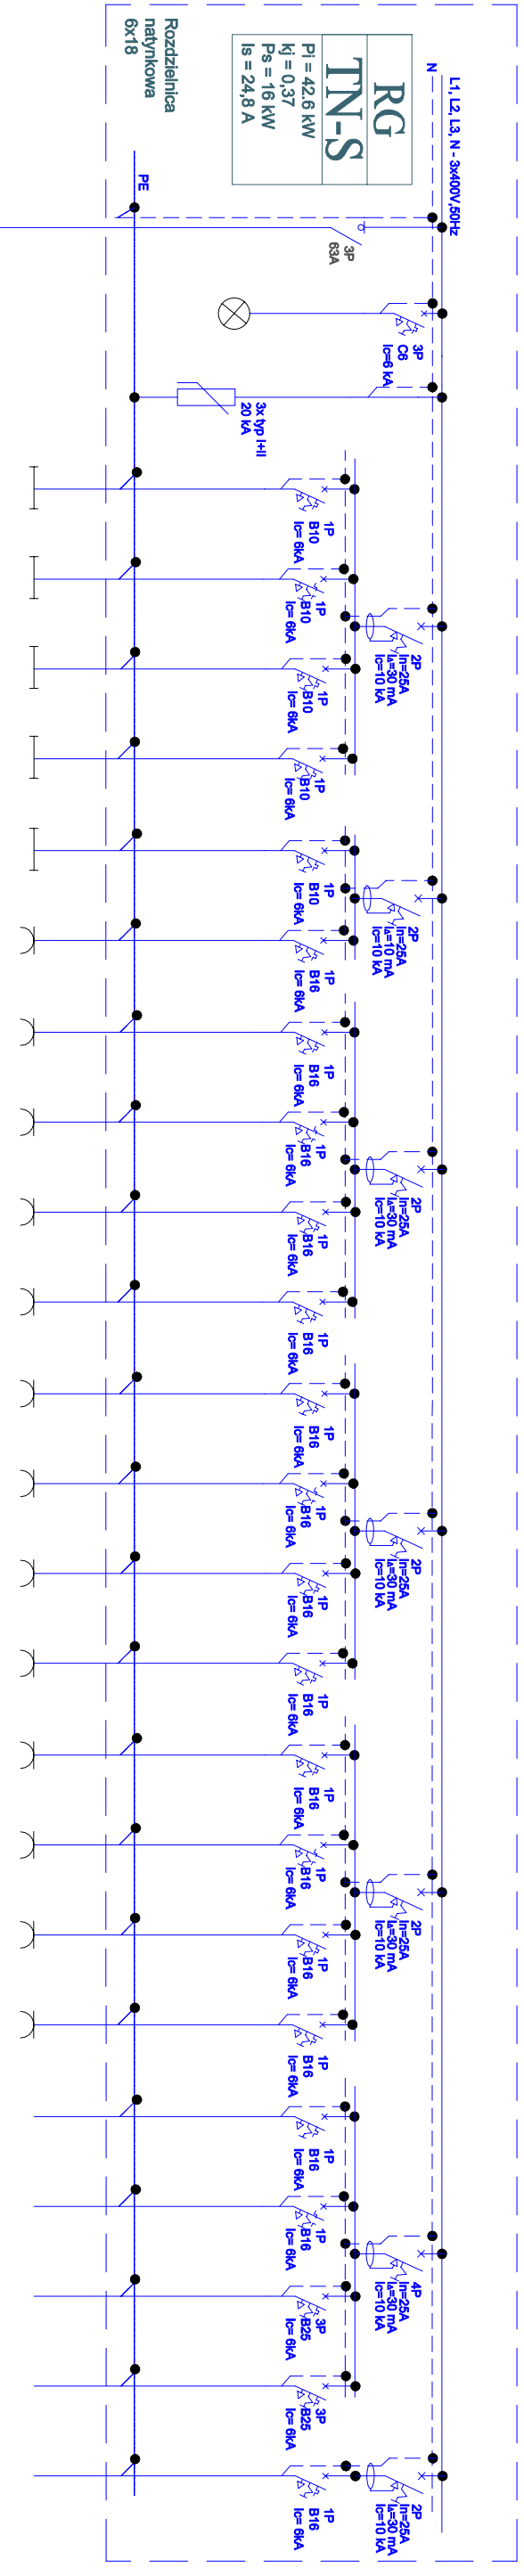 L1, L2, L3, N - 3x400V,50Hz
N
RG
TN-S
Pi = 42.6 kW
kj = 0,37
Ps = 16 kW
Is = 24,8 A
Rozdzielnica
natynkowa
6x18
PE
3P
63A
3P
C6
Ic=6 kA
3x typ I+II
20 kA
2P
In=25A
I∆=30 mA
Ic=10 kA
1P
B10
Ic= 6kA
1P
B10
Ic= 6kA
1P
B10
Ic= 6kA
1P
B10
Ic= 6kA
2P
In=25A
I∆=10 mA
Ic=10 kA
1P
B10
Ic= 6kA
1P
B16
Ic= 6kA
2P
In=25A
I∆=30 mA
Ic=10 kA
1P
B16
Ic= 6kA
1P
B16
Ic= 6kA
1P
B16
Ic= 6kA
1P
B16
Ic= 6kA
2P
In=25A
I∆=30 mA
Ic=10 kA
1P
B16
Ic= 6kA
1P
B16
Ic= 6kA
1P
B16
Ic= 6kA
1P
B16
Ic= 6kA
2P
In=25A
I∆=30 mA
Ic=10 kA
1P
B16
Ic= 6kA
1P
B16
Ic= 6kA
1P
B16
Ic= 6kA
1P
B16
Ic= 6kA
4P
In=25A
I∆=30 mA
Ic=10 kA
1P
B16
Ic= 6kA
1P
B16
Ic= 6kA
3P
B25
Ic= 6kA
3P
B25
Ic= 6kA
2P
In=25A
I∆=30 mA
Ic=10 kA
1P
B16
Ic= 6kA